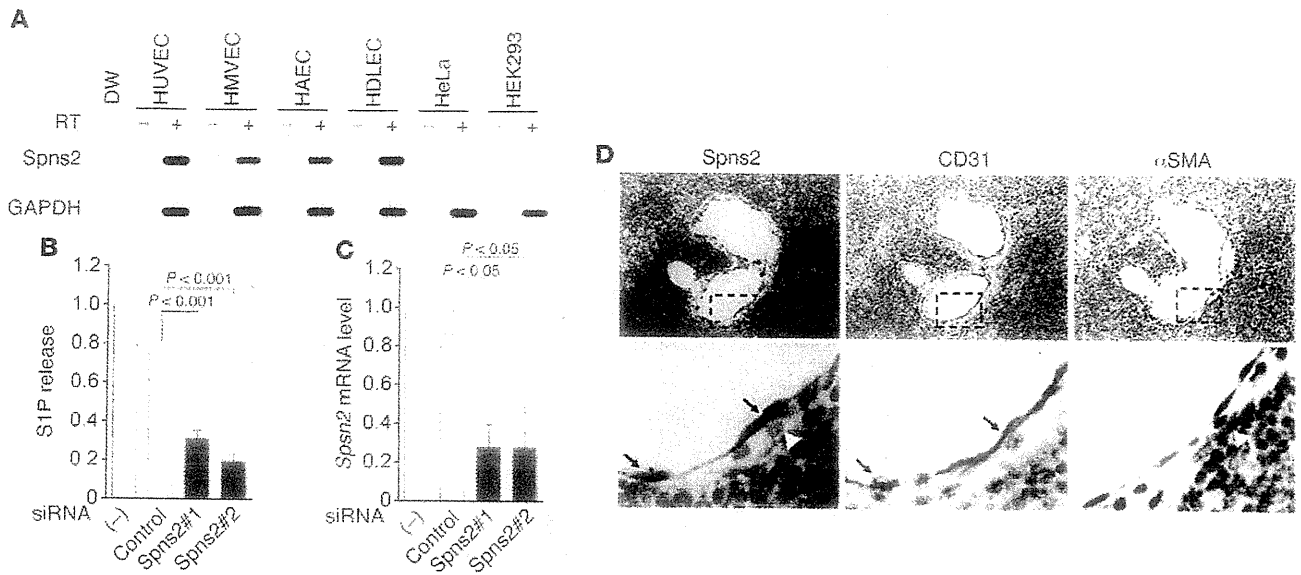 A
DW
HUVEC
HMVEC
HAEC
HDLEC
HeLa
HEK293
RT
− + − + − + − + − + − +
Spns2
GAPDH
B
1.2
1.0
0.8
0.6
0.4
0.2
0
S1P release
P < 0.001
P < 0.001
siRNA
(−)
Control
Spns2#1
Spns2#2
C
1.2
1.0
0.8
0.6
0.4
0.2
0
Spsn2 mRNA level
P < 0.05
P < 0.05
siRNA
(−)
Control
Spns2#1
Spns2#2
D
Spns2
CD31
αSMA